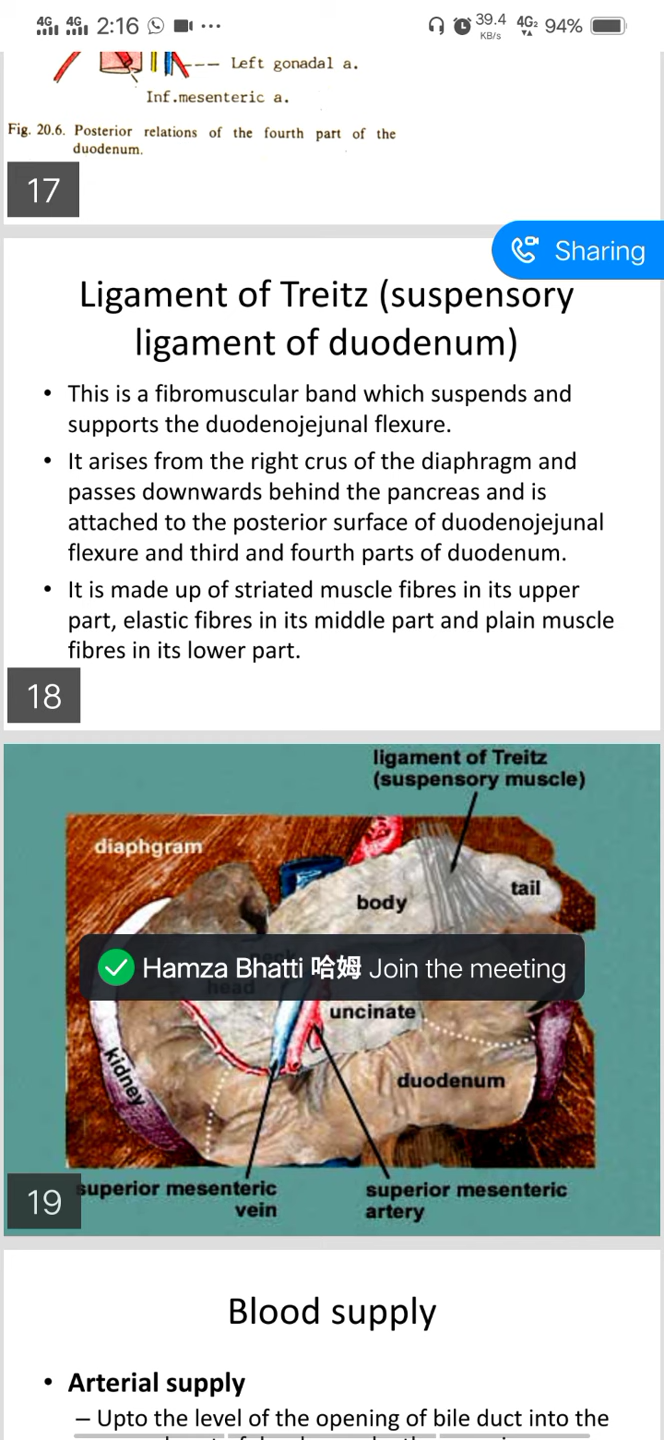 4G 4G 2:16 ... 39.4 KB/s 4G2 94%
--- Left gonadal a.
Inf.mesenteric a.
Fig. 20.6. Posterior relations of the fourth part of the
duodenum.
17
Sharing
Ligament of Treitz (suspensory
ligament of duodenum)
• This is a fibromuscular band which suspends and
supports the duodenojejunal flexure.
• It arises from the right crus of the diaphragm and
passes downwards behind the pancreas and is
attached to the posterior surface of duodenojejunal
flexure and third and fourth parts of duodenum.
• It is made up of striated muscle fibres in its upper
part, elastic fibres in its middle part and plain muscle
fibres in its lower part.
18
ligament of Treitz
(suspensory muscle)
diaphgram
body
tail
Hamza Bhatti 哈姆 Join the meeting
head
uncinate
kidney
duodenum
superior mesenteric
vein
superior mesenteric
artery
19
Blood supply
• Arterial supply
– Upto the level of the opening of bile duct into the